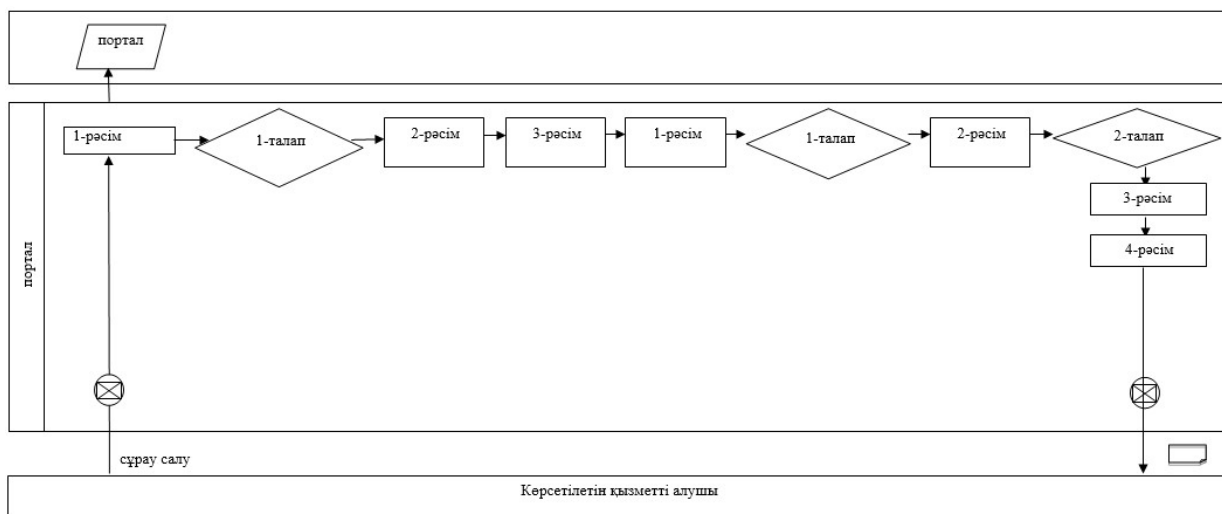 портал
1-рәсім
1-талап
2-рәсім
3-рәсім
1-рәсім
1-талап
2-рәсім
2-талап
3-рәсім
4-рәсім
портал
сұрау салу
Көрсетілетін қызметті алушы